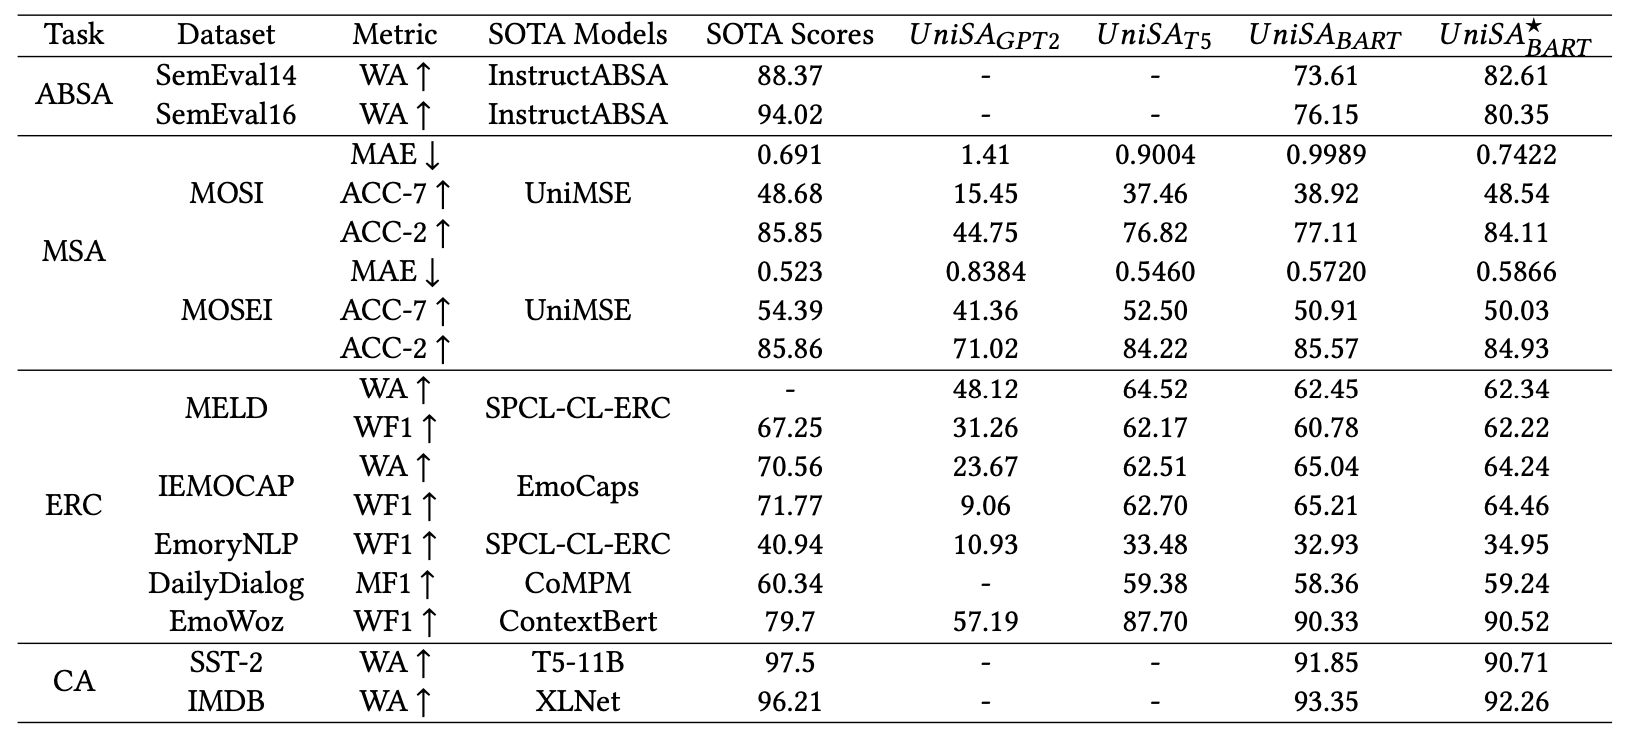 Task Dataset Metric SOTA Models SOTA Scores UniSA_GPT2 UniSA_T5 UniSA_BART UniSA★_BART
ABSA
SemEval14 WA ↑ InstructABSA 88.37 - - 73.61 82.61
SemEval16 WA ↑ InstructABSA 94.02 - - 76.15 80.35
MSA
MOSI
UniMSE
MAE ↓ 0.691 1.41 0.9004 0.9989 0.7422
ACC-7 ↑ 48.68 15.45 37.46 38.92 48.54
ACC-2 ↑ 85.85 44.75 76.82 77.11 84.11
MOSEI
UniMSE
MAE ↓ 0.523 0.8384 0.5460 0.5720 0.5866
ACC-7 ↑ 54.39 41.36 52.50 50.91 50.03
ACC-2 ↑ 85.86 71.02 84.22 85.57 84.93
ERC
MELD
SPCL-CL-ERC
WA ↑ - 48.12 64.52 62.45 62.34
WF1 ↑ 67.25 31.26 62.17 60.78 62.22
IEMOCAP
EmoCaps
WA ↑ 70.56 23.67 62.51 65.04 64.24
WF1 ↑ 71.77 9.06 62.70 65.21 64.46
EmoryNLP WF1 ↑ SPCL-CL-ERC 40.94 10.93 33.48 32.93 34.95
DailyDialog MF1 ↑ CoMPM 60.34 - 59.38 58.36 59.24
EmoWoz WF1 ↑ ContextBert 79.7 57.19 87.70 90.33 90.52
CA
SST-2 WA ↑ T5-11B 97.5 - - 91.85 90.71
IMDB WA ↑ XLNet 96.21 - - 93.35 92.26